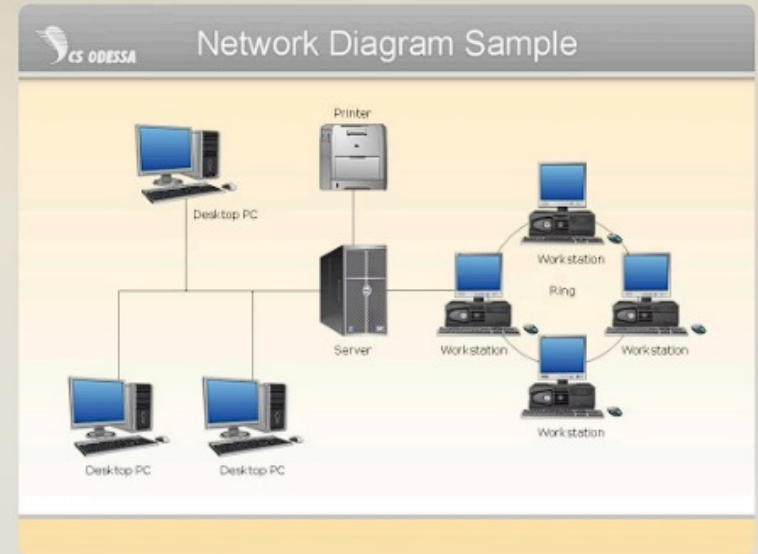 CS ODESSA
Network Diagram Sample
Printer
Desktop PC
Workstation
Ring
Server
Workstation
Workstation
Workstation
Desktop PC
Desktop PC